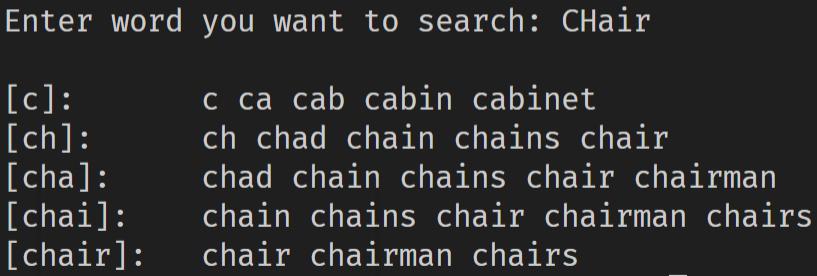 Enter word you want to search: CHair
[c]: c ca cab cabin cabinet
[ch]: ch chad chain chains chair
[cha]: chad chain chains chair chairman
[chai]: chain chains chair chairman chairs
[chair]: chair chairman chairs